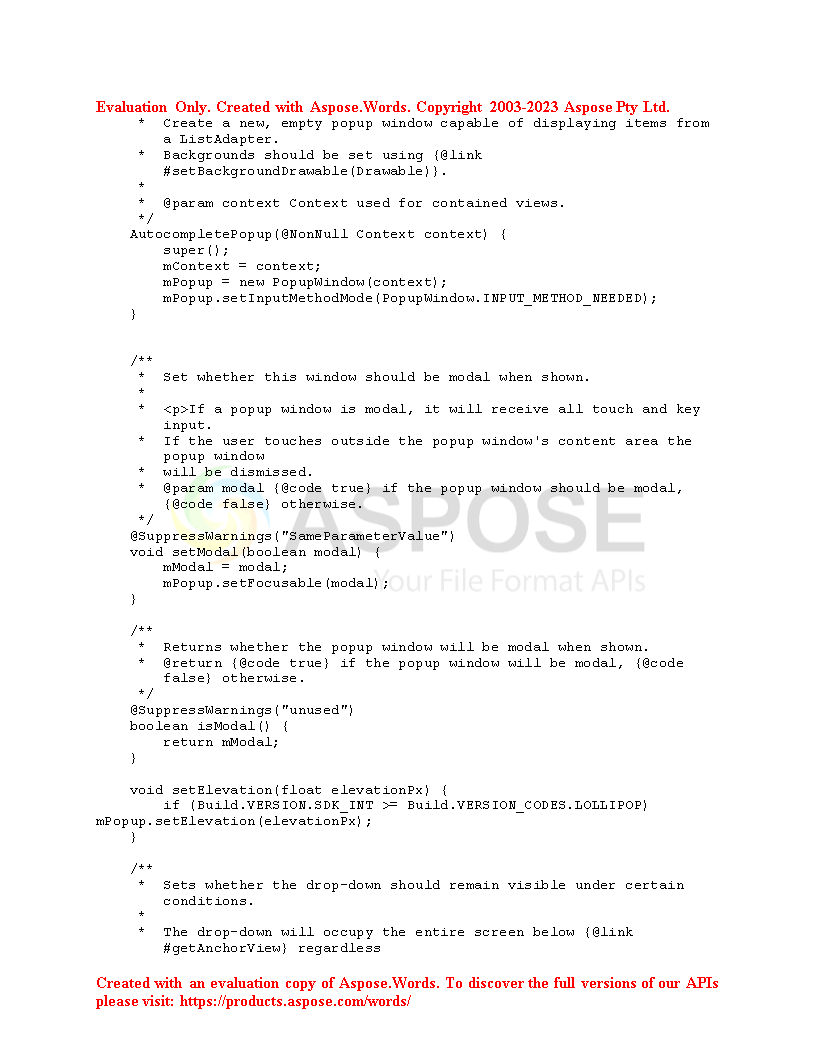 Evaluation Only. Created with Aspose.Words. Copyright 2003-2023 Aspose Pty Ltd.
* Create a new, empty popup window capable of displaying items from
a ListAdapter.
* Backgrounds should be set using {@link
#setBackgroundDrawable(Drawable)}.
*
* @param context Context used for contained views.
*/
AutocompletePopup(@NonNull Context context) {
super();
mContext = context;
mPopup = new PopupWindow(context);
mPopup.setInputMethodMode(PopupWindow.INPUT_METHOD_NEEDED);
}
/**
* Set whether this window should be modal when shown.
*
* <p>If a popup window is modal, it will receive all touch and key
input.
* If the user touches outside the popup window's content area the
popup window
* will be dismissed.
* @param modal {@code true} if the popup window should be modal,
{@code false} otherwise.
*/
@SuppressWarnings("SameParameterValue")
void setModal(boolean modal) {
mModal = modal;
mPopup.setFocusable(modal);
}
ASPOSE
Your File Format APIs
/**
* Returns whether the popup window will be modal when shown.
* @return {@code true} if the popup window will be modal, {@code
false} otherwise.
*/
@SuppressWarnings("unused")
boolean isModal() {
return mModal;
}
void setElevation(float elevationPx) {
if (Build.VERSION.SDK_INT >= Build.VERSION_CODES.LOLLIPOP)
mPopup.setElevation(elevationPx);
}
/**
* Sets whether the drop-down should remain visible under certain
conditions.
*
* The drop-down will occupy the entire screen below {@link
#getAnchorView} regardless
Created with an evaluation copy of Aspose.Words. To discover the full versions of our APIs
please visit: https://products.aspose.com/words/